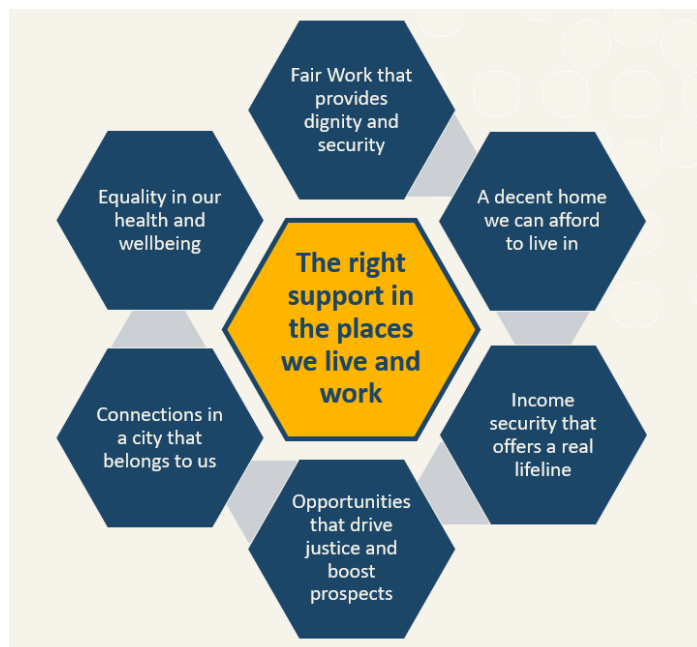 Fair Work that
provides
dignity and
security
Equality in our
health and
wellbeing
A decent home
we can afford
to live in
The right
support in
the places
we live and
work
Connections in
a city that
belongs to us
Income
security that
offers a real
lifeline
Opportunities
that drive
justice and
boost
prospects